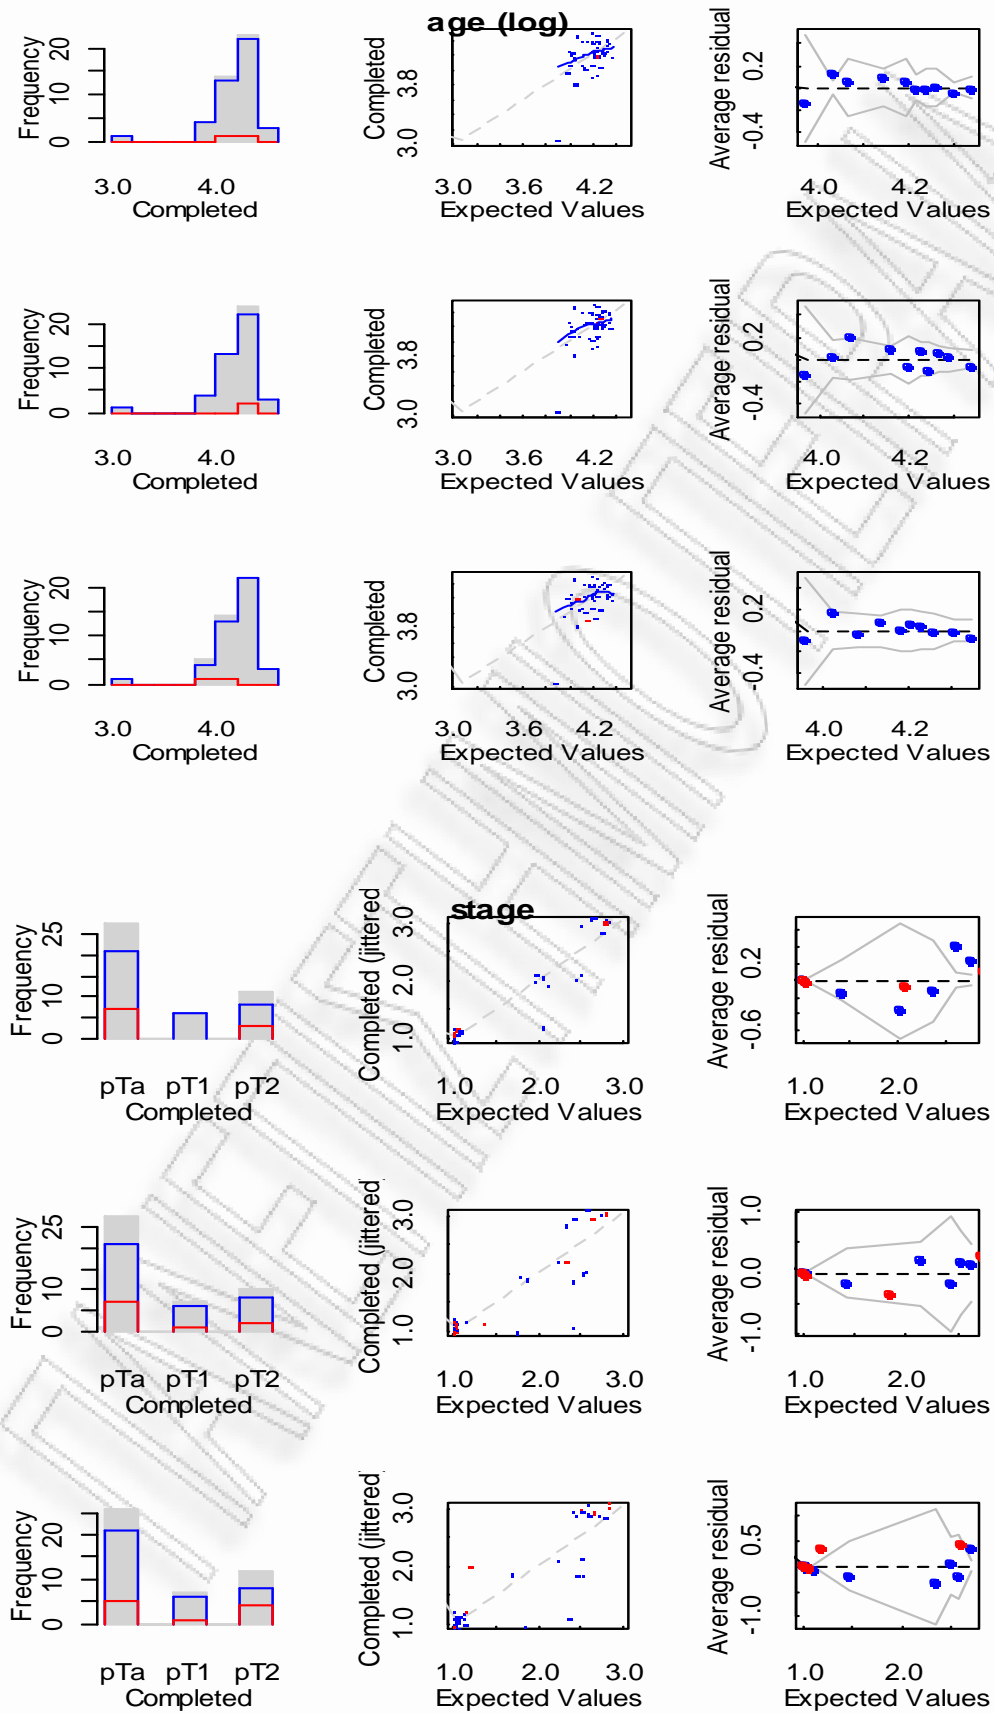 age (log)
Frequency
0 10 20
3.0 4.0
Completed
Completed
3.0 3.8
3.0 3.6 4.2
Expected Values
Average residual
-0.4 0.2
4.0 4.2
Expected Values
Frequency
0 10 20
3.0 4.0
Completed
Completed
3.0 3.8
3.0 3.6 4.2
Expected Values
Average residual
-0.4 0.2
4.0 4.2
Expected Values
Frequency
0 10 20
3.0 4.0
Completed
Completed
3.0 3.8
3.0 3.6 4.2
Expected Values
Average residual
-0.4 0.2
4.0 4.2
Expected Values
stage
Frequency
0 10 25
pTa pT1 pT2
Completed
Completed (jittered
1.0 2.0 3.0
1.0 2.0 3.0
Expected Values
Average residual
-0.6 0.2
1.0 2.0
Expected Values
Frequency
0 10 25
pTa pT1 pT2
Completed
Completed (jittered
1.0 2.0 3.0
1.0 2.0 3.0
Expected Values
Average residual
-1.0 0.0 1.0
1.0 2.0
Expected Values
Frequency
0 10 20
pTa pT1 pT2
Completed
Completed (jittered
1.0 2.0 3.0
1.0 2.0 3.0
Expected Values
Average residual
-1.0 0.5
1.0 2.0
Expected Values